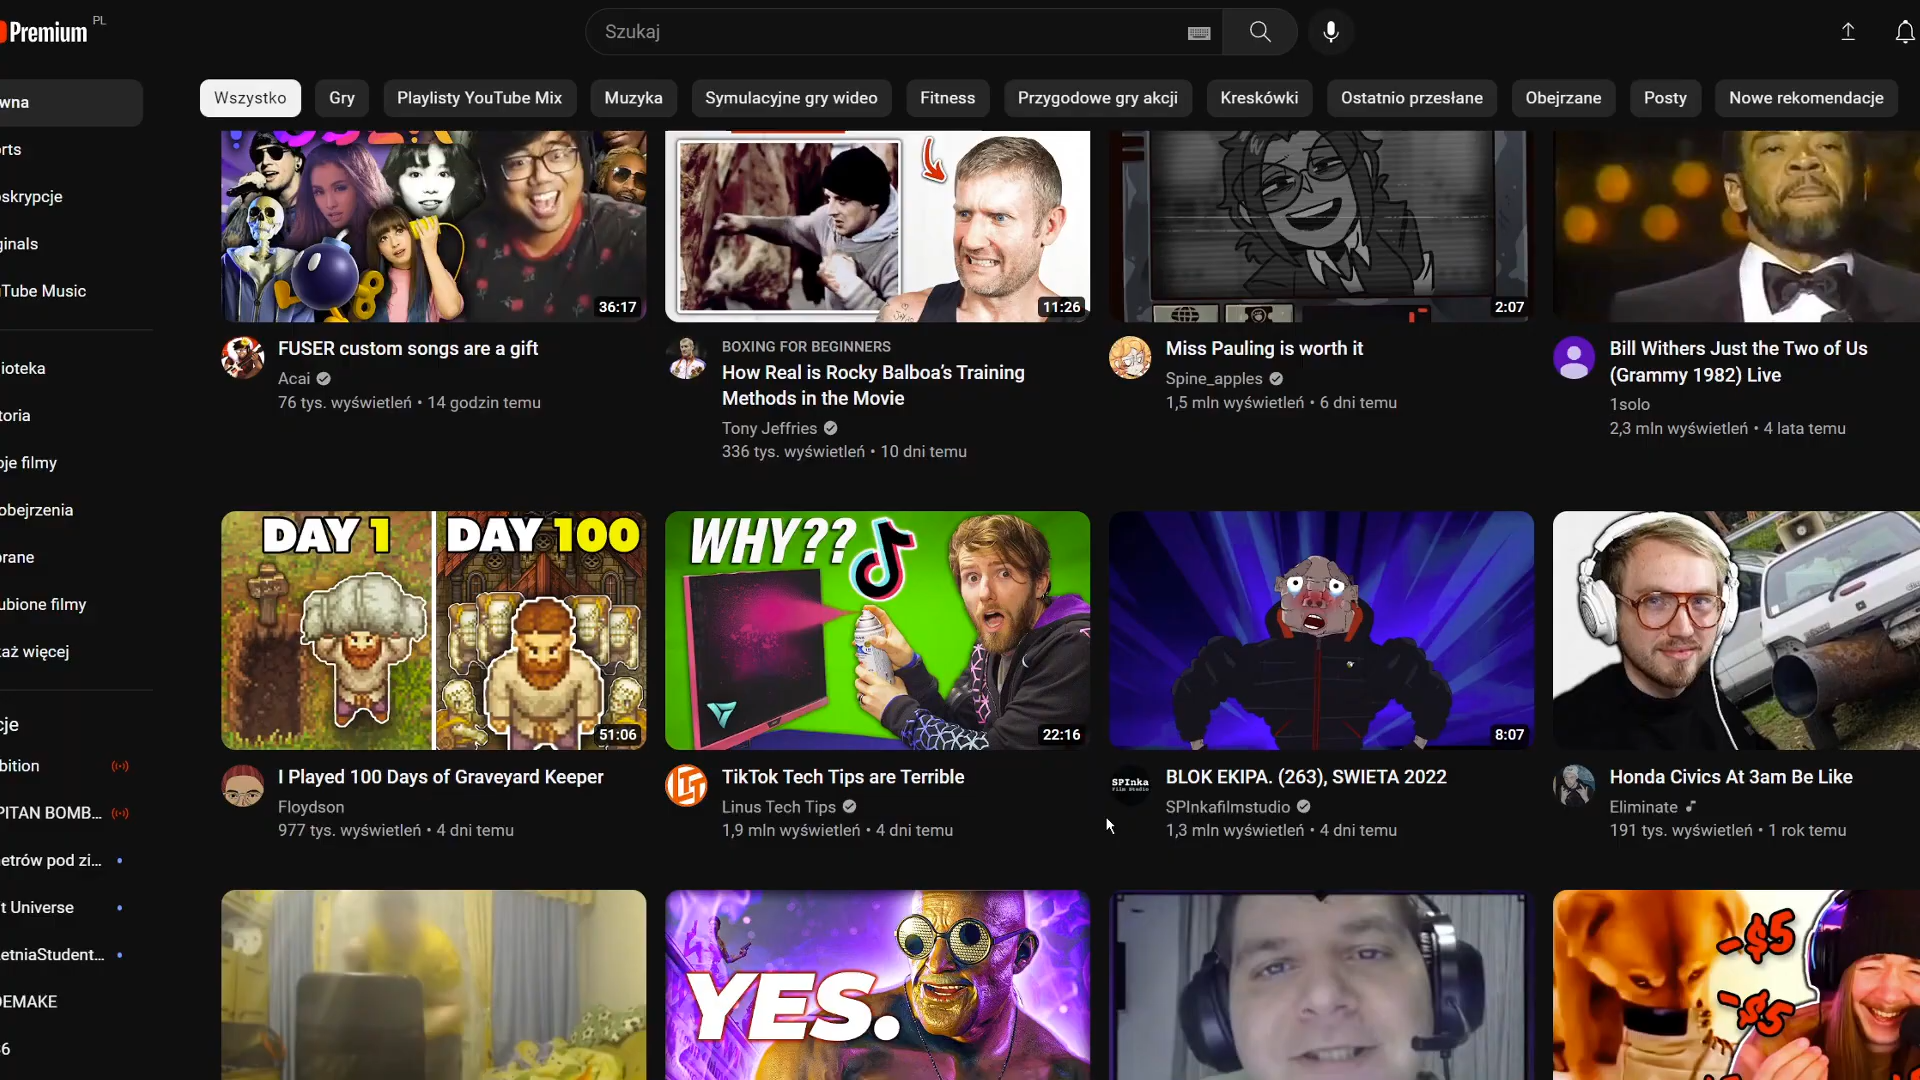 Premium PL
Szukaj
wna
Wszystko Gry Playlisty YouTube Mix Muzyka Symulacyjne gry wideo Fitness Przygodowe gry akcji Kreskówki Ostatnio przesłane Obejrzane Posty Nowe rekomendacje
rts
skrypcje
ginals
Tube Music
ioteka
toria
oje filmy
obejrzenia
brane
ubione filmy
każ więcej
cje
bition
PITAN BOMB...
etrów pod zi...
t Universe
etniaStudent...
DEMAKE
6
36:17
FUSER custom songs are a gift
Acai
76 tys. wyświetleń • 14 godzin temu
11:26
BOXING FOR BEGINNERS
How Real is Rocky Balboa’s Training
Methods in the Movie
Tony Jeffries
336 tys. wyświetleń • 10 dni temu
2:07
Miss Pauling is worth it
Spine_apples
1,5 mln wyświetleń • 6 dni temu
Bill Withers Just the Two of Us
(Grammy 1982) Live
1solo
2,3 mln wyświetleń • 4 lata temu
DAY 1 DAY 100
51:06
I Played 100 Days of Graveyard Keeper
Floydson
977 tys. wyświetleń • 4 dni temu
WHY??
22:16
TikTok Tech Tips are Terrible
Linus Tech Tips
1,9 mln wyświetleń • 4 dni temu
8:07
SPInka
Film Studio
BLOK EKIPA. (263), SWIETA 2022
SPInkafilmstudio
1,3 mln wyświetleń • 4 dni temu
Honda Civics At 3am Be Like
Eliminate
191 tys. wyświetleń • 1 rok temu
YES.
-$5
-$5